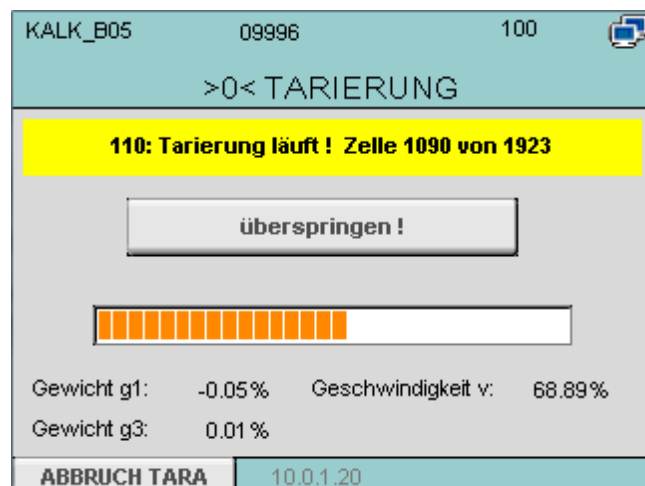 KALK_B05 09996 100
>0< TARIERUNG
110: Tarierung läuft ! Zelle 1090 von 1923
überspringen !
Gewicht g1: -0.05% Geschwindigkeit v: 68.89%
Gewicht g3: 0.01%
ABBRUCH TARA 10.0.1.20